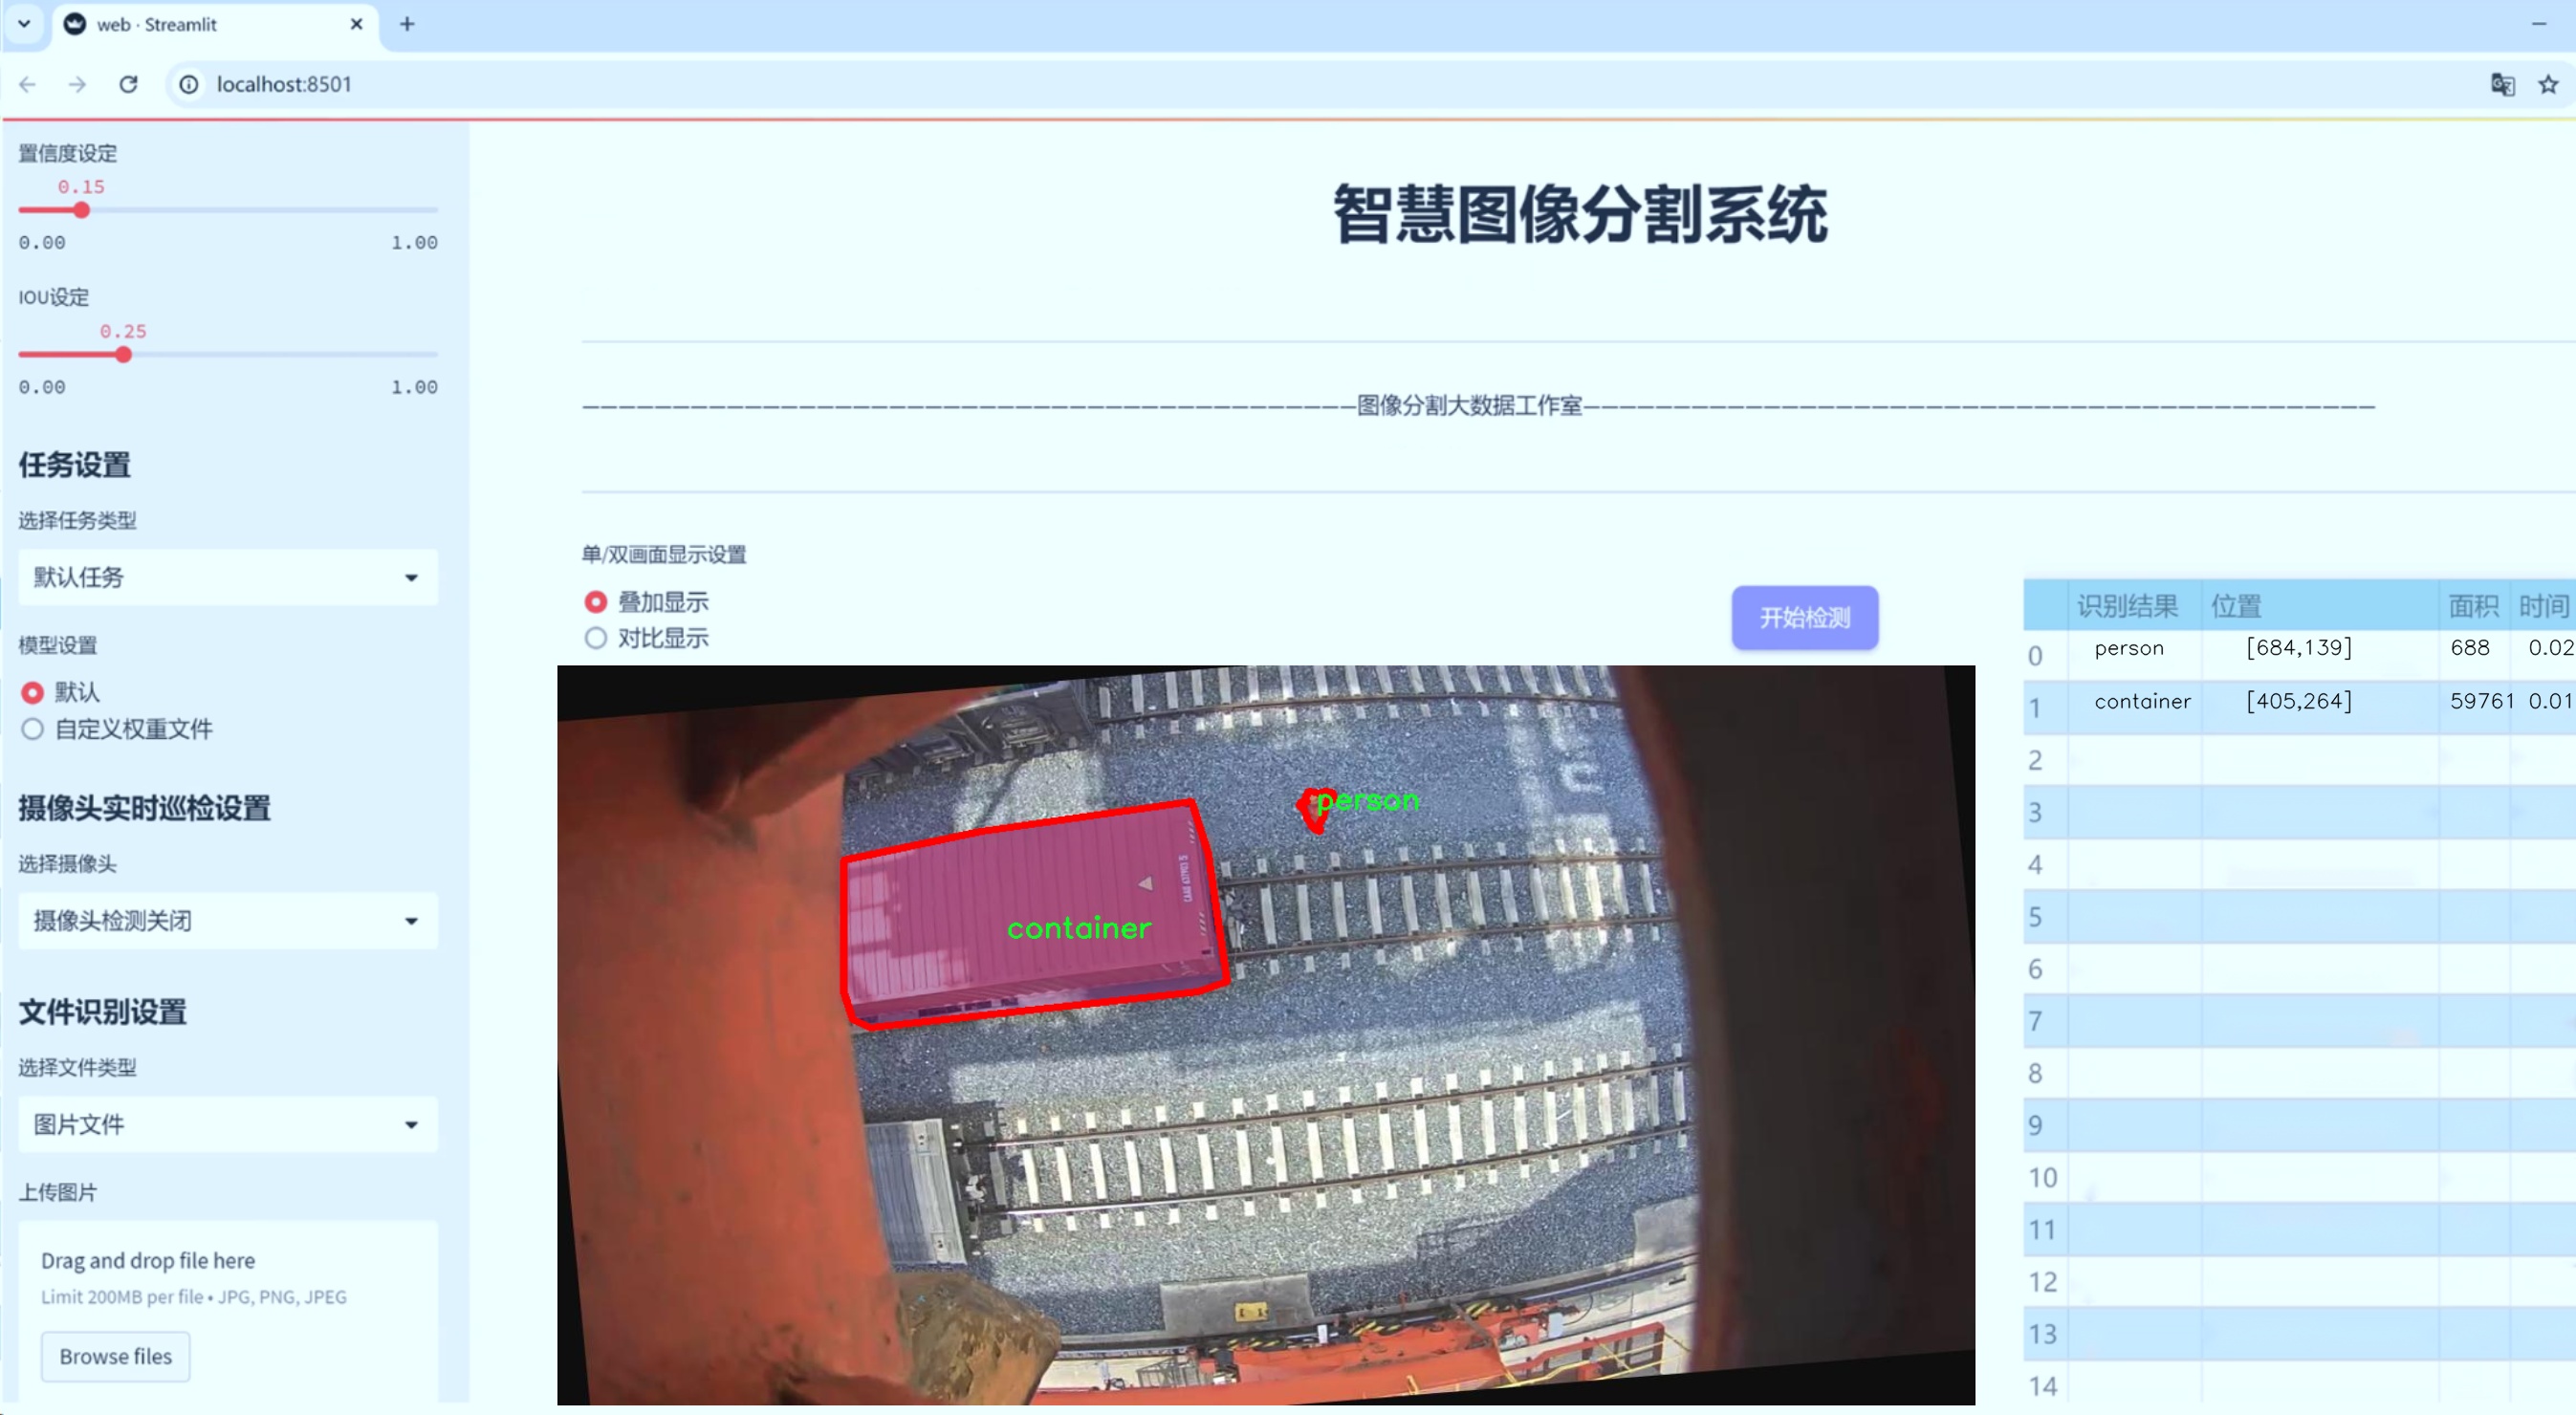 web · Streamlit
localhost:8501
置信度设定
0.15
0.00 1.00
IOU设定
0.25
0.00 1.00
任务设置
选择任务类型
默认任务
模型设置
默认
自定义权重文件
摄像头实时巡检设置
选择摄像头
摄像头检测关闭
文件识别设置
选择文件类型
图片文件
上传图片
Drag and drop file here
Limit 200MB per file • JPG, PNG, JPEG
Browse files
智慧图像分割系统
图像分割大数据工作室
单/双画面显示设置
叠加显示
对比显示
开始检测
person
container
识别结果 位置 面积 时间
0 person [684,139] 688 0.02
1 container [405,264] 59761 0.01
2
3
4
5
6
7
8
9
10
11
12
13
14